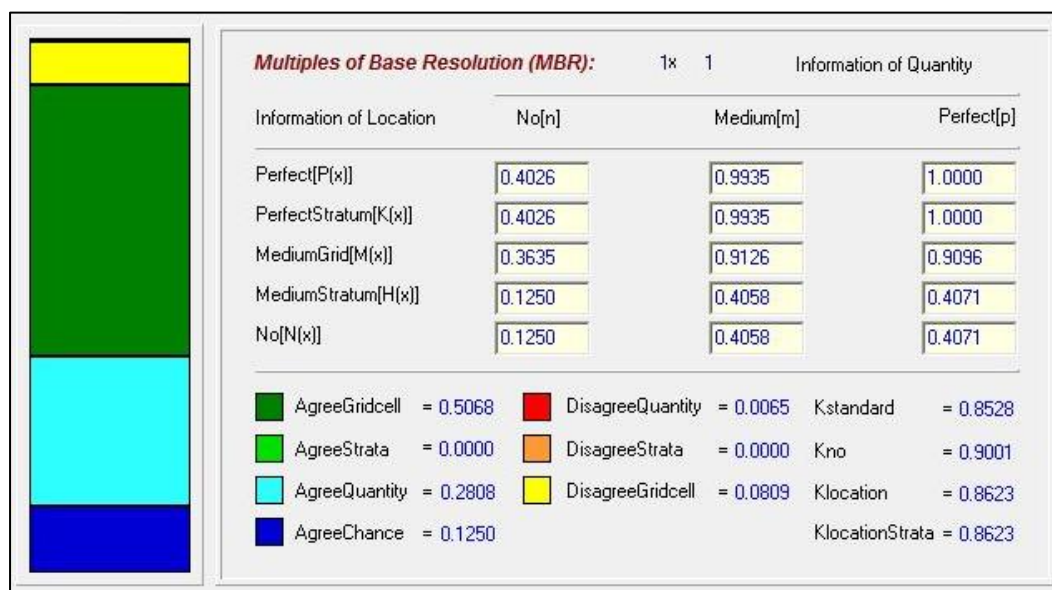 Multiples of Base Resolution (MBR): 1x 1 Information of Quantity
Information of Location No[n] Medium[m] Perfect[p]
Perfect[P(x)] 0.4026 0.9935 1.0000
PerfectStratum[K(x)] 0.4026 0.9935 1.0000
MediumGrid[M(x)] 0.3635 0.9126 0.9096
MediumStratum[H(x)] 0.1250 0.4058 0.4071
No[N(x)] 0.1250 0.4058 0.4071
AgreeGridcell = 0.5068 DisagreeQuantity = 0.0065 Kstandard = 0.8528
AgreeStrata = 0.0000 DisagreeStrata = 0.0000 Kno = 0.9001
AgreeQuantity = 0.2808 DisagreeGridcell = 0.0809 Klocation = 0.8623
AgreeChance = 0.1250 KlocationStrata = 0.8623